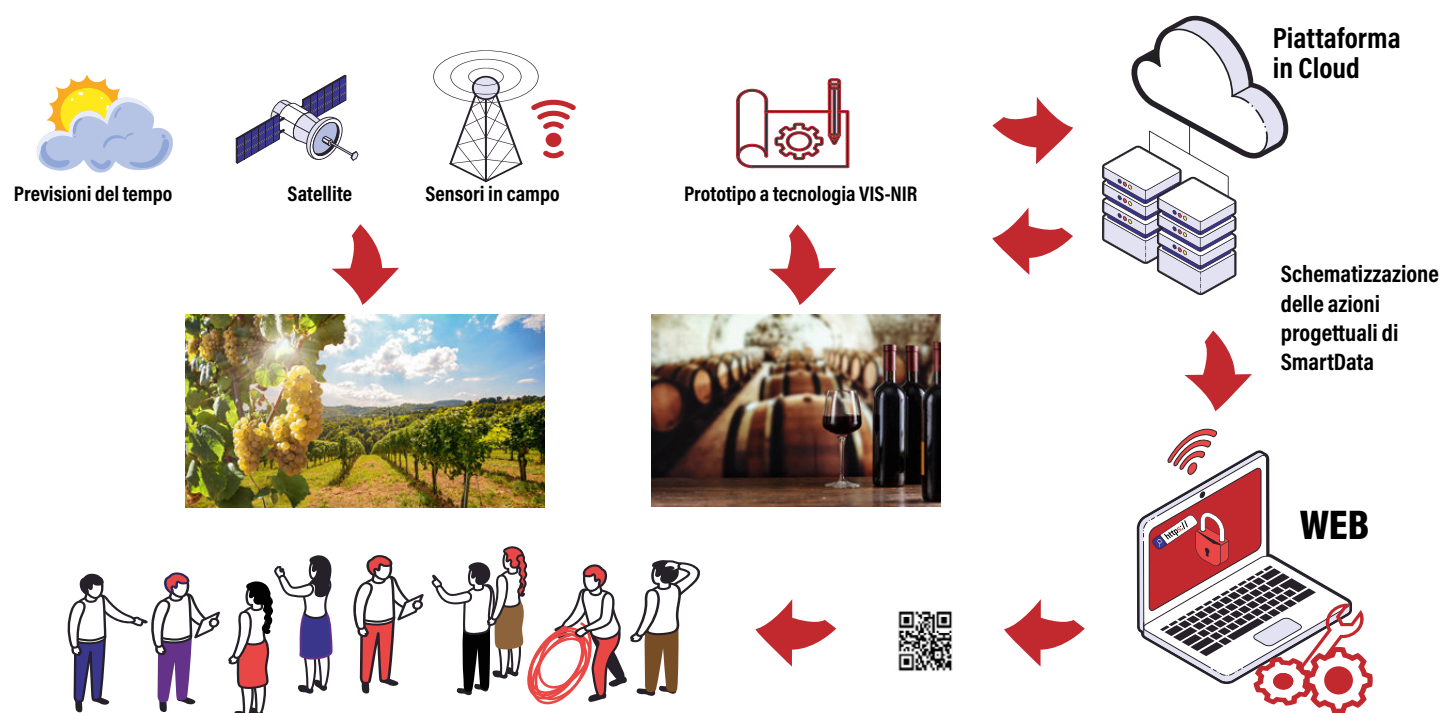 Piattaforma
in Cloud
Previsioni del tempo
Satellite
Sensori in campo
Prototipo a tecnologia VIS-NIR
Schematizzazione
delle azioni
progettuali di
SmartData
https://
WEB